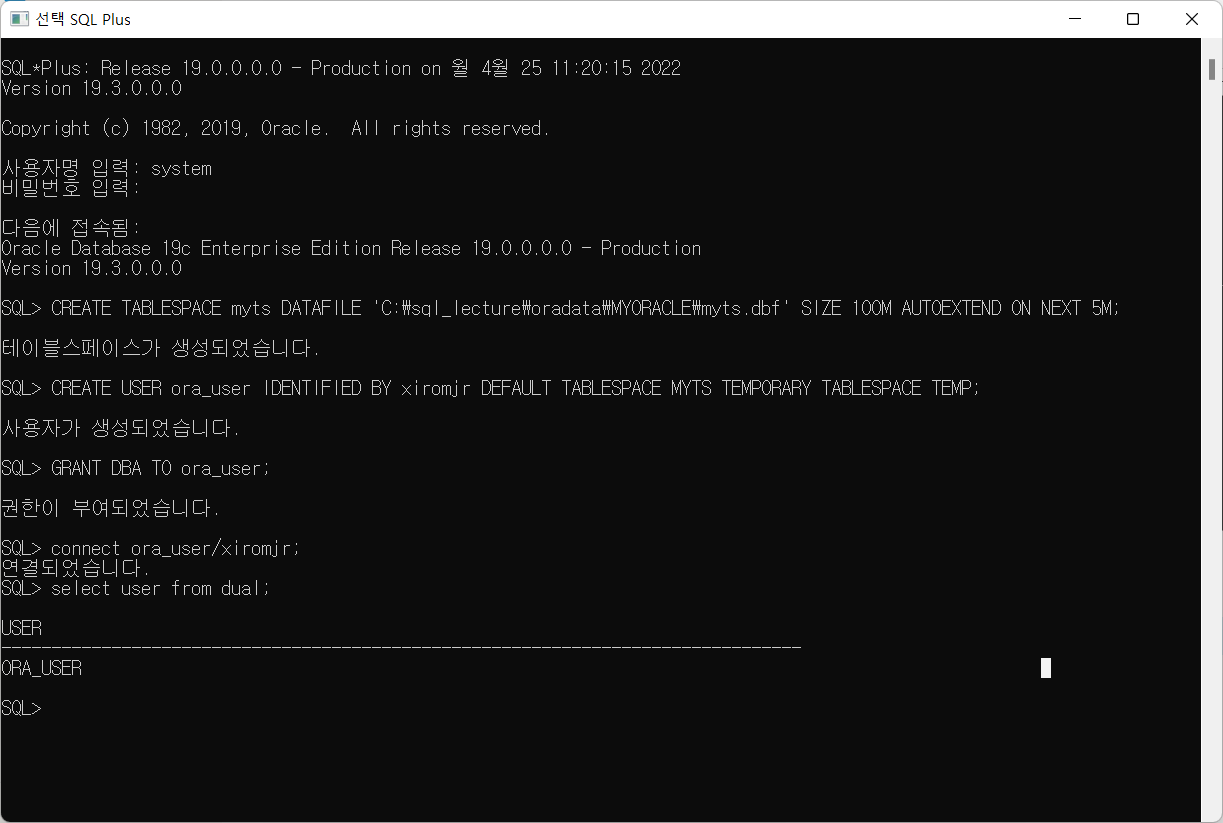 선택 SQL Plus
SQL*Plus: Release 19.0.0.0.0 - Production on 월 4월 25 11:20:15 2022
Version 19.3.0.0.0
Copyright (c) 1982, 2019, Oracle.  All rights reserved.
사용자명 입력: system
비밀번호 입력:
다음에 접속됨:
Oracle Database 19c Enterprise Edition Release 19.0.0.0.0 - Production
Version 19.3.0.0.0
SQL> CREATE TABLESPACE myts DATAFILE 'C:₩sql_lecture₩oradata₩MYORACLE₩myts.dbf' SIZE 100M AUTOEXTEND ON NEXT 5M;
테이블스페이스가 생성되었습니다.
SQL> CREATE USER ora_user IDENTIFIED BY xiromjr DEFAULT TABLESPACE MYTS TEMPORARY TABLESPACE TEMP;
사용자가 생성되었습니다.
SQL> GRANT DBA TO ora_user;
권한이 부여되었습니다.
SQL> connect ora_user/xiromjr;
연결되었습니다.
SQL> select user from dual;
USER
--------------------------------------------------------------------------------
ORA_USER
SQL>